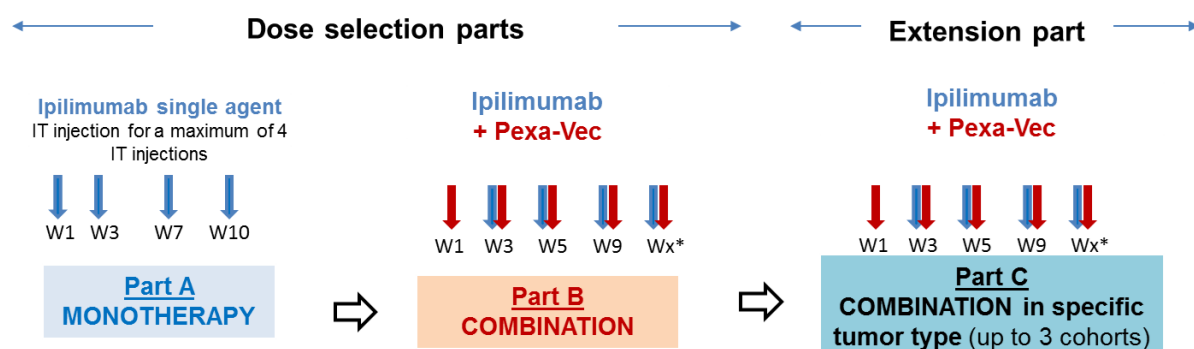 Dose selection parts
Extension part
Ipilimumab single agent
IT injection for a maximum of 4
IT injections
W1 W3 W7 W10
Part A
MONOTHERAPY
Ipilimumab
+ Pexa-Vec
W1 W3 W5 W9 Wx*
Part B
COMBINATION
Ipilimumab
+ Pexa-Vec
W1 W3 W5 W9 Wx*
Part C
COMBINATION in specific
tumor type (up to 3 cohorts)